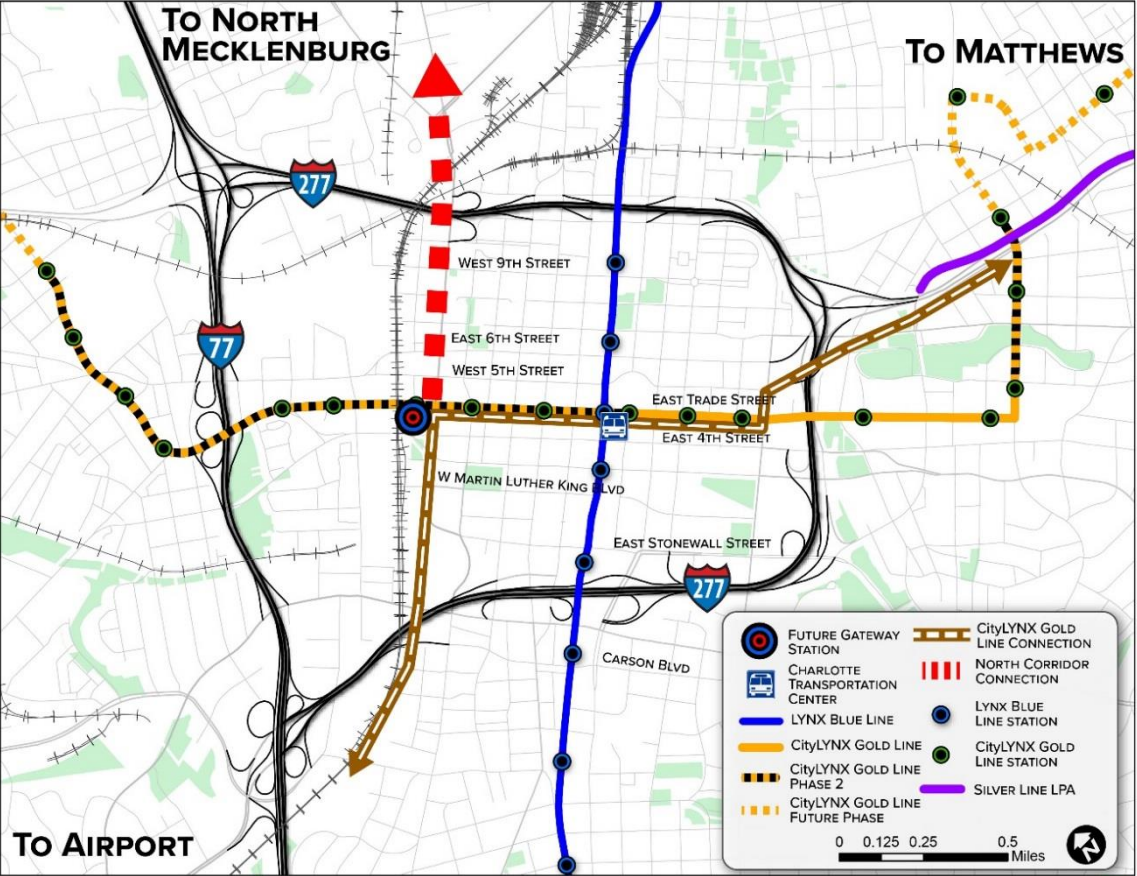 TO NORTH
MECKLENBURG
TO MATTHEWS
277
WEST 9TH STREET
77
EAST 6TH STREET
WEST 5TH STREET
EAST TRADE STREET
EAST 4TH STREET
W MARTIN LUTHER KING BLVD
EAST STONEWALL STREET
277
CARSON BLVD
TO AIRPORT
FUTURE GATEWAY
STATION
CHARLOTTE
TRANSPORTATION
CENTER
LYNX BLUE LINE
CityLYNX GOLD LINE
CityLYNX GOLD LINE
PHASE 2
CityLYNX GOLD LINE
FUTURE PHASE
CityLYNX GOLD
LINE CONNECTION
NORTH CORRIDOR
CONNECTION
LYNX BLUE
LINE STATION
CityLYNX GOLD
LINE STATION
SILVER LINE LPA
0 0.125 0.25 0.5
Miles
N